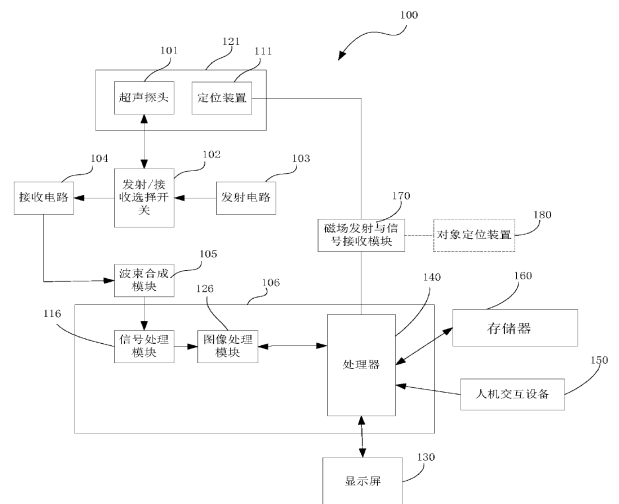 100
121
101
111
超声探头
定位装置
104
102
103
接收电路
发射/接
收选择开
关
发射电路
170
磁场发射与信
号接收模块
180
对象定位装置
105
波束合成
模块
106
116
126
140
160
信号处理
模块
图像处理
模块
处理器
存储器
150
人机交互设备
130
显示屏